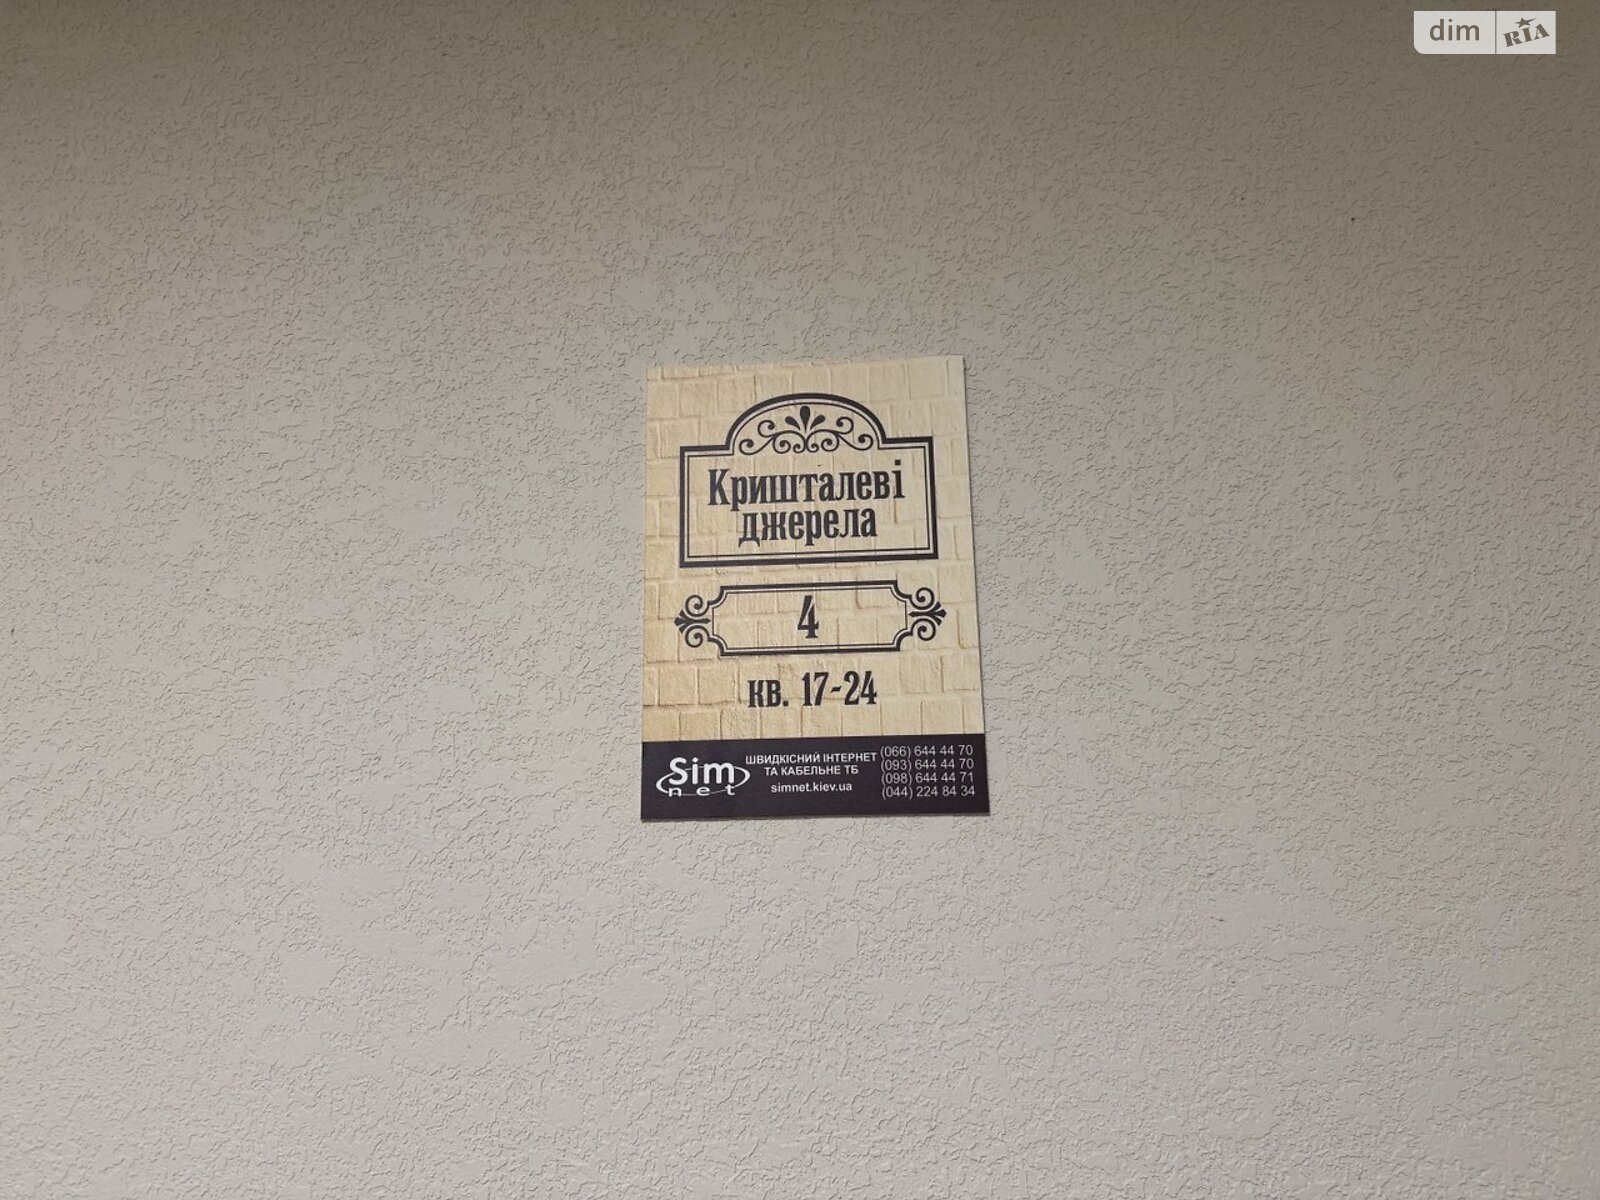 dim RIA
Кришталеві
джерела
4
кв. 17-24
Sim
net
ШВИДКІСНИЙ ІНТЕРНЕТ
ТА КАБЕЛЬНЕ ТБ
simnet.kiev.ua
(066) 644 44 70
(093) 644 44 70
(098) 644 44 71
(044) 224 84 34